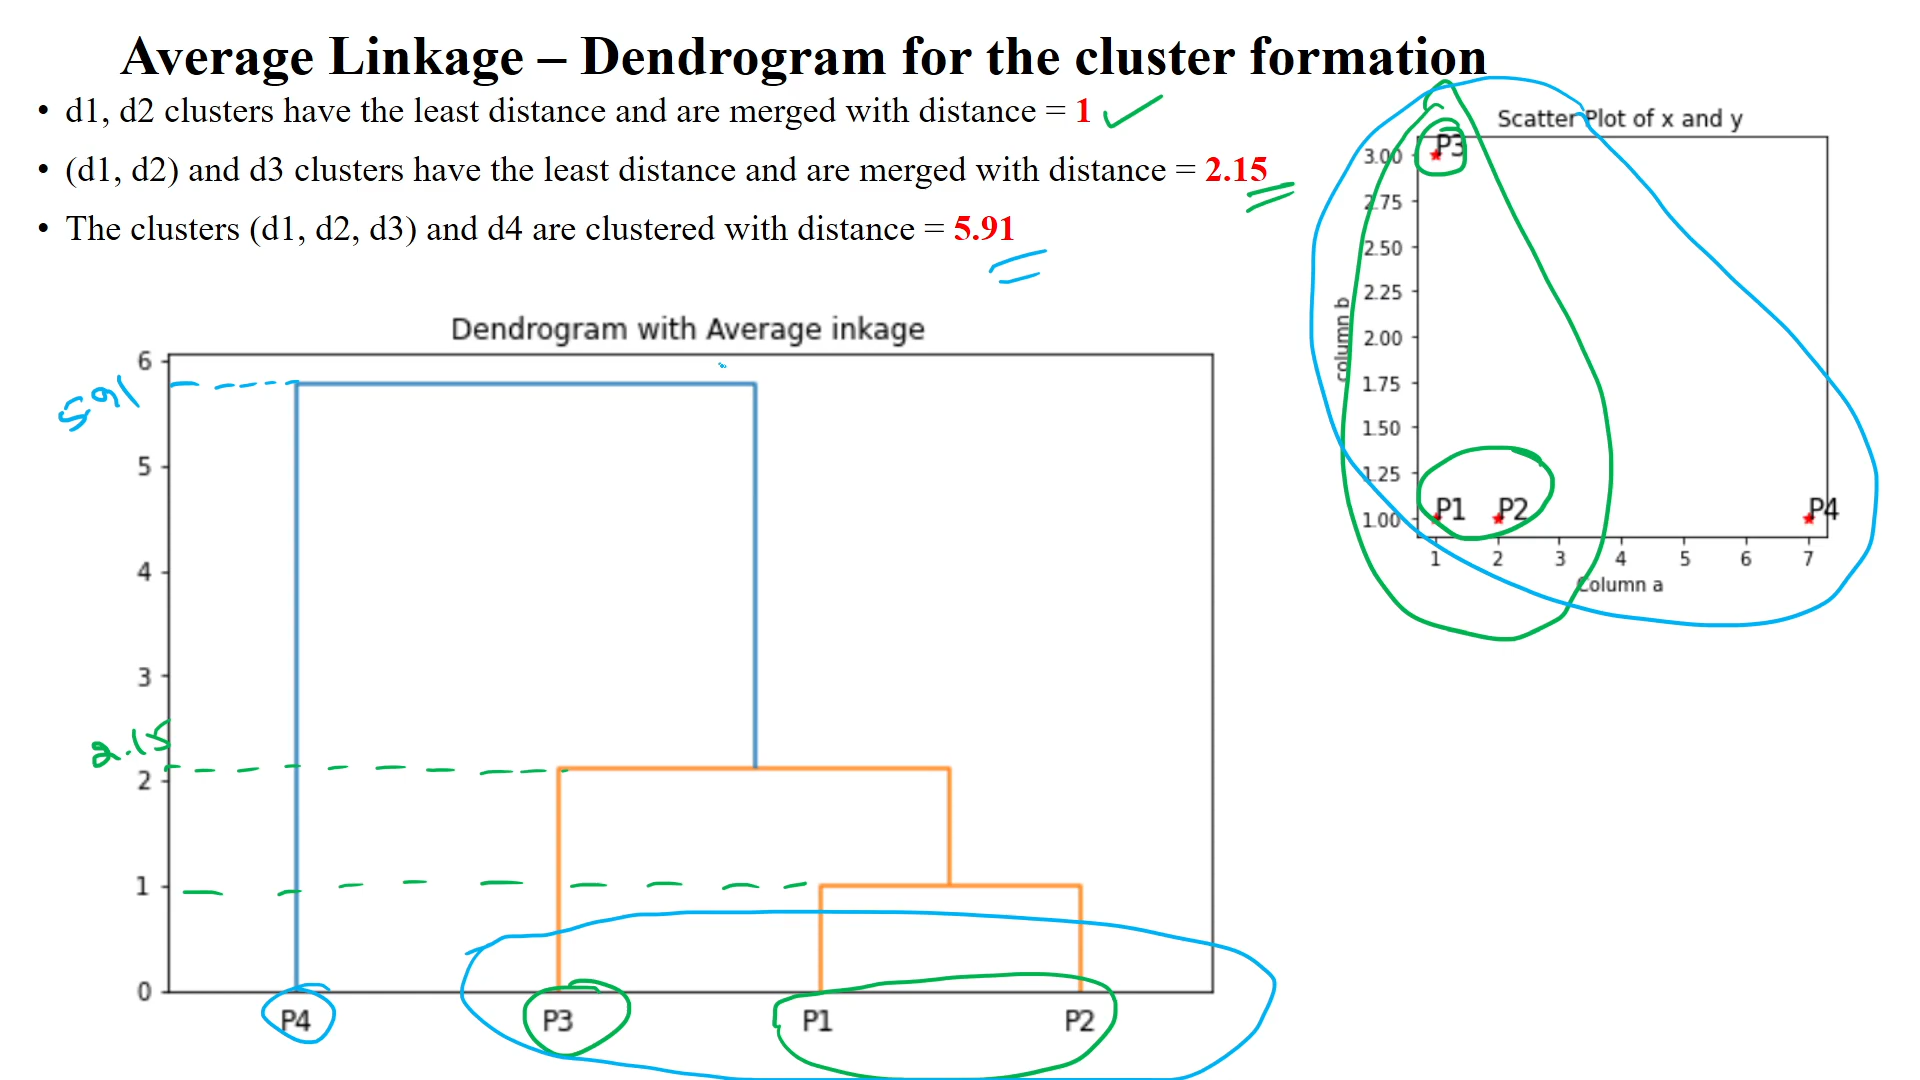 Average Linkage – Dendrogram for the cluster formation
• d1, d2 clusters have the least distance and are merged with distance = 1
• (d1, d2) and d3 clusters have the least distance and are merged with distance = 2.15
• The clusters (d1, d2, d3) and d4 are clustered with distance = 5.91
Scatter Plot of x and y
P3
3.00
2.75
2.50
2.25
2.00
1.75
1.50
1.25
1.00
column b
P1 P2 P4
1 2 3 4 5 6 7
Column a
Dendrogram with Average inkage
6
5.91
5
4
3
2.15
2
1
0
P4 P3 P1 P2